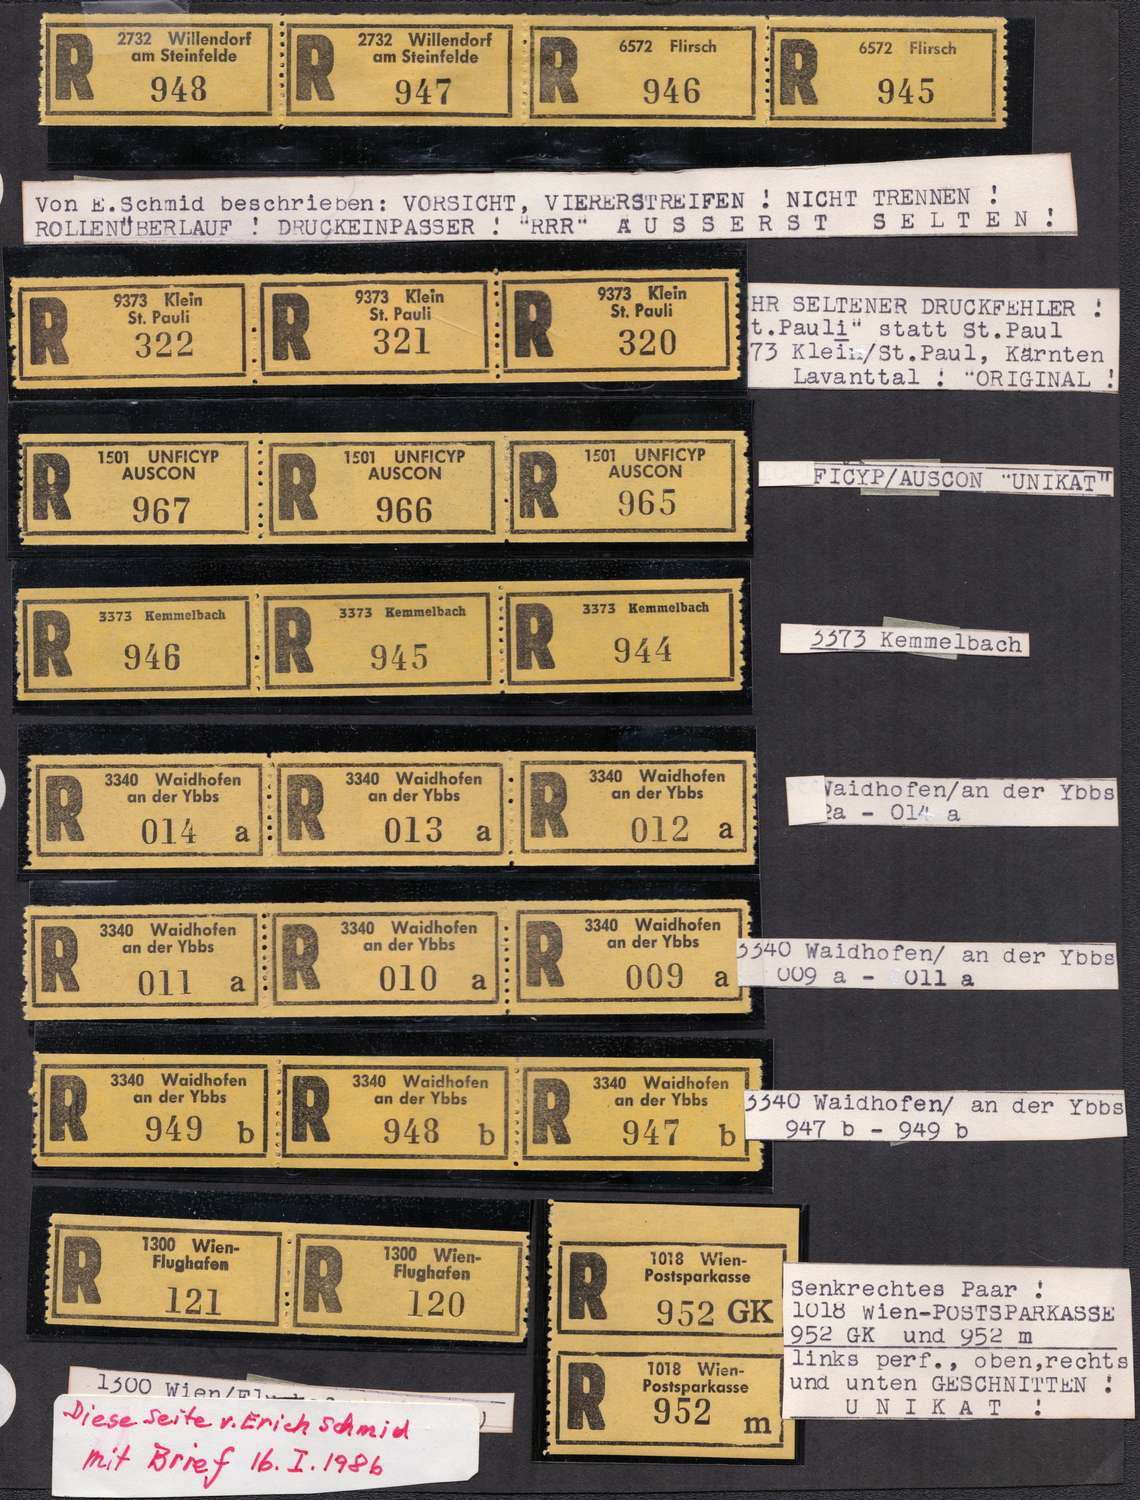 R 2732 Willendorf
am Steinfelde
948
R 2732 Willendorf
am Steinfelde
947
R 6572 Flirsch
946
R 6572 Flirsch
945
Von E.Schmid beschrieben: VORSICHT, VIERERSTREIFEN ! NICHT TRENNEN !
ROLLENÜBERLAUF ! DRUCKEINPASSER ! "RRR" A U S S E R S T S E L T E N !
R 9373 Klein
St. Pauli
322
R 9373 Klein
St. Pauli
321
R 9373 Klein
St. Pauli
320
HR SELTENER DRUCKFEHLER !
t.Pauli" statt St.Paul
73 Klein/St.Paul, Kärnten
Lavanttal ! "ORIGINAL !
R 1501 UNFICYP
AUSCON
967
R 1501 UNFICYP
AUSCON
966
R 1501 UNFICYP
AUSCON
965
FICYP/AUSCON "UNIKAT"
R 3373 Kemmelbach
946
R 3373 Kemmelbach
945
R 3373 Kemmelbach
944
3373 Kemmelbach
R 3340 Waidhofen
an der Ybbs
014 a
R 3340 Waidhofen
an der Ybbs
013 a
R 3340 Waidhofen
an der Ybbs
012 a
Waidhofen/an der Ybbs
2a - 014 a
R 3340 Waidhofen
an der Ybbs
011 a
R 3340 Waidhofen
an der Ybbs
010 a
R 3340 Waidhofen
an der Ybbs
009 a
3340 Waidhofen/ an der Ybbs
009 a - 011 a
R 3340 Waidhofen
an der Ybbs
949 b
R 3340 Waidhofen
an der Ybbs
948 b
R 3340 Waidhofen
an der Ybbs
947 b
3340 Waidhofen/ an der Ybbs
947 b - 949 b
R 1300 Wien-
Flughafen
121
R 1300 Wien-
Flughafen
120
R 1018 Wien-
Postsparkasse
952 GK
R 1018 Wien-
Postsparkasse
952 m
Senkrechtes Paar !
1018 Wien-POSTSPARKASSE
952 GK und 952 m
links perf., oben,rechts
und unten GESCHNITTEN !
U N I K A T !
1300 Wien/
Diese Seite v. Erich Schmid
mit Brief 16. I. 1986